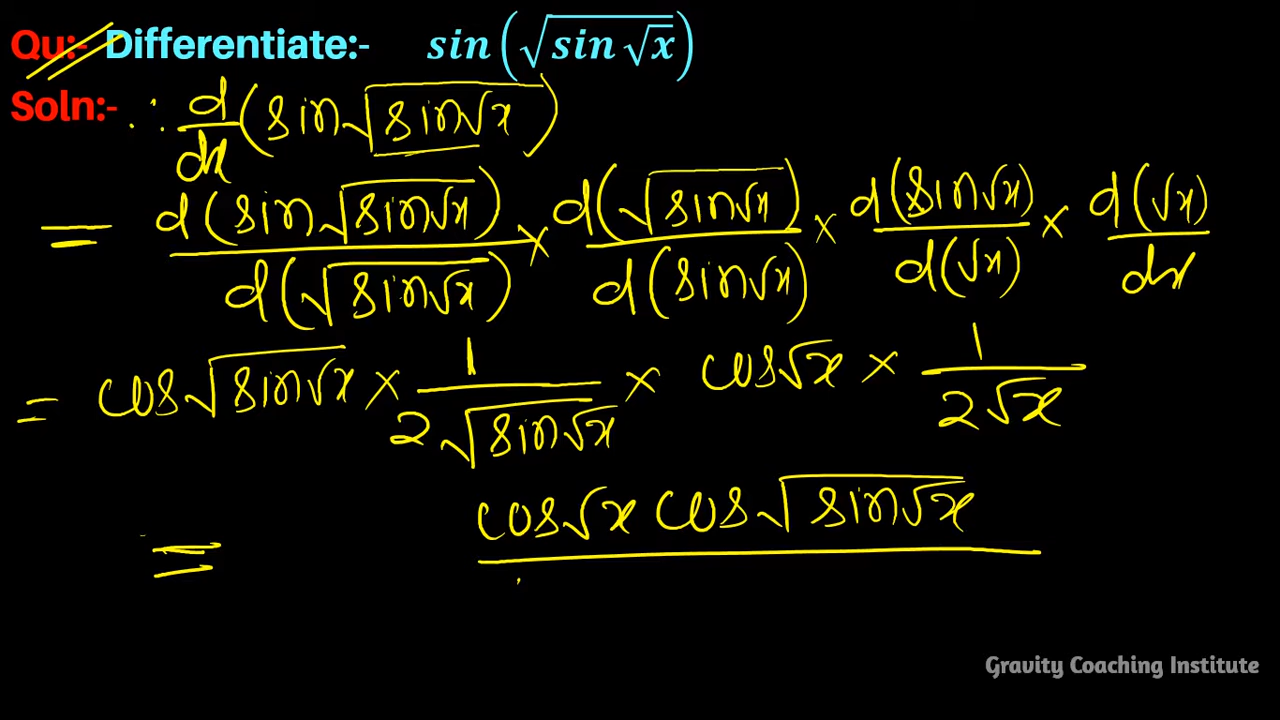 Qu:- Differentiate:- sin(√(sin √x))
Soln:- ∴ d/dx (sin√(sin√x))
= d(sin√(sin√x))/d(√(sin√x)) × d(√(sin√x))/d(sin√x) × d(sin√x)/d(√x) × d(√x)/dx
= cos√(sin√x) × 1/(2√(sin√x)) × cos√x × 1/(2√x)
= cos√x cos√(sin√x)
Gravity Coaching Institute